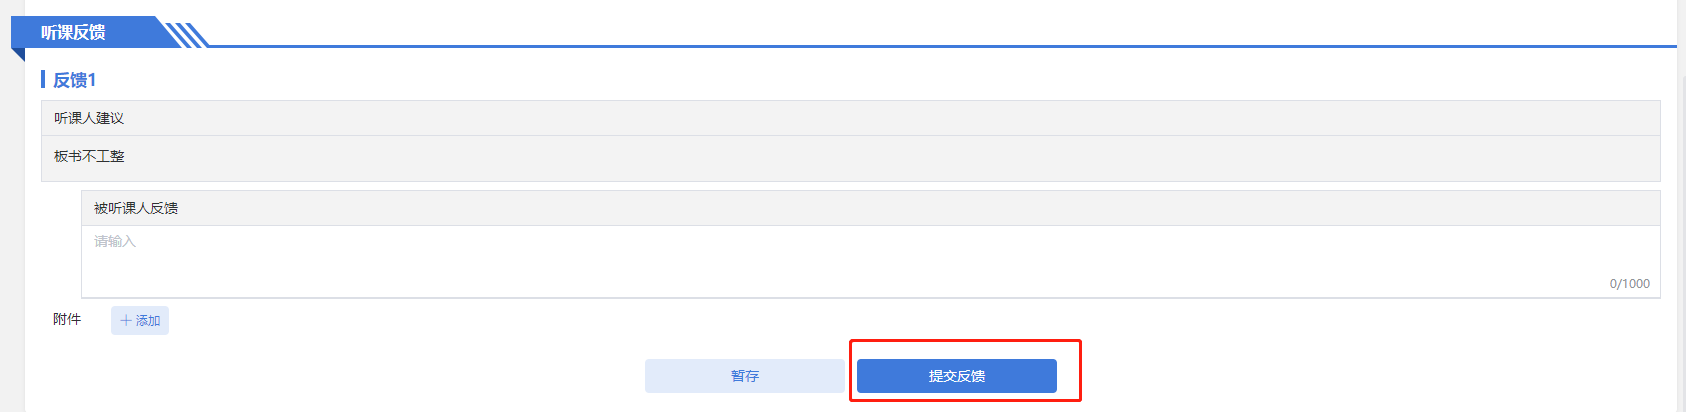 听课反馈
反馈1
听课人建议
板书不工整
被听课人反馈
请输入
0/1000
附件 添加
暂存 提交反馈